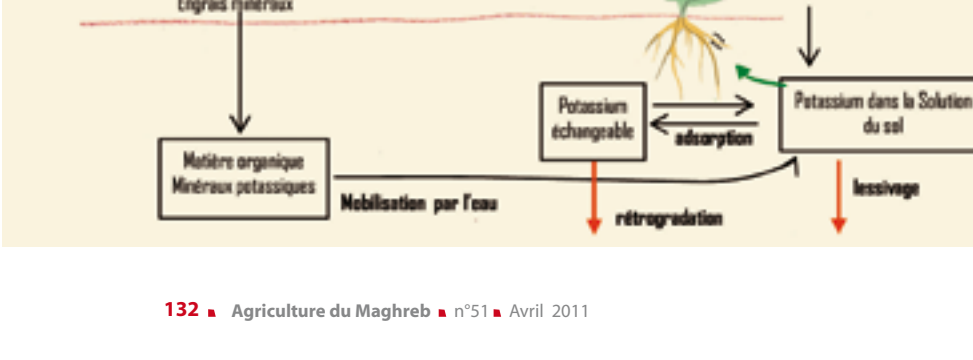 Engrais minéraux
Potassium
échangeable
adsorption
Potassium dans la Solution
du sol
Matière organique
Minéraux potassiques
Mobilisation par l'eau
rétrogradation
lessivage
132 Agriculture du Maghreb n°51 Avril 2011